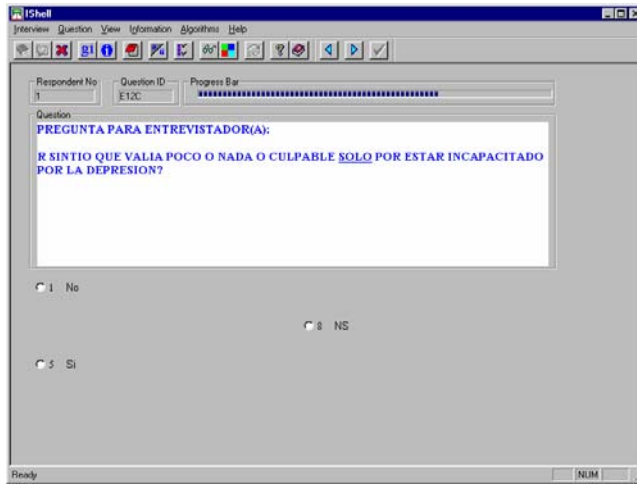 IShell
Interview Question View Information Algorithms Help
g1
Respondent No
Question ID
Progress Bar
1
E12C
Question
PREGUNTA PARA ENTREVISTADOR(A):
R SINTIO QUE VALIA POCO O NADA O CULPABLE SOLO POR ESTAR INCAPACITADO
POR LA DEPRESION?
1 No
8 NS
5 Si
Ready
NUM